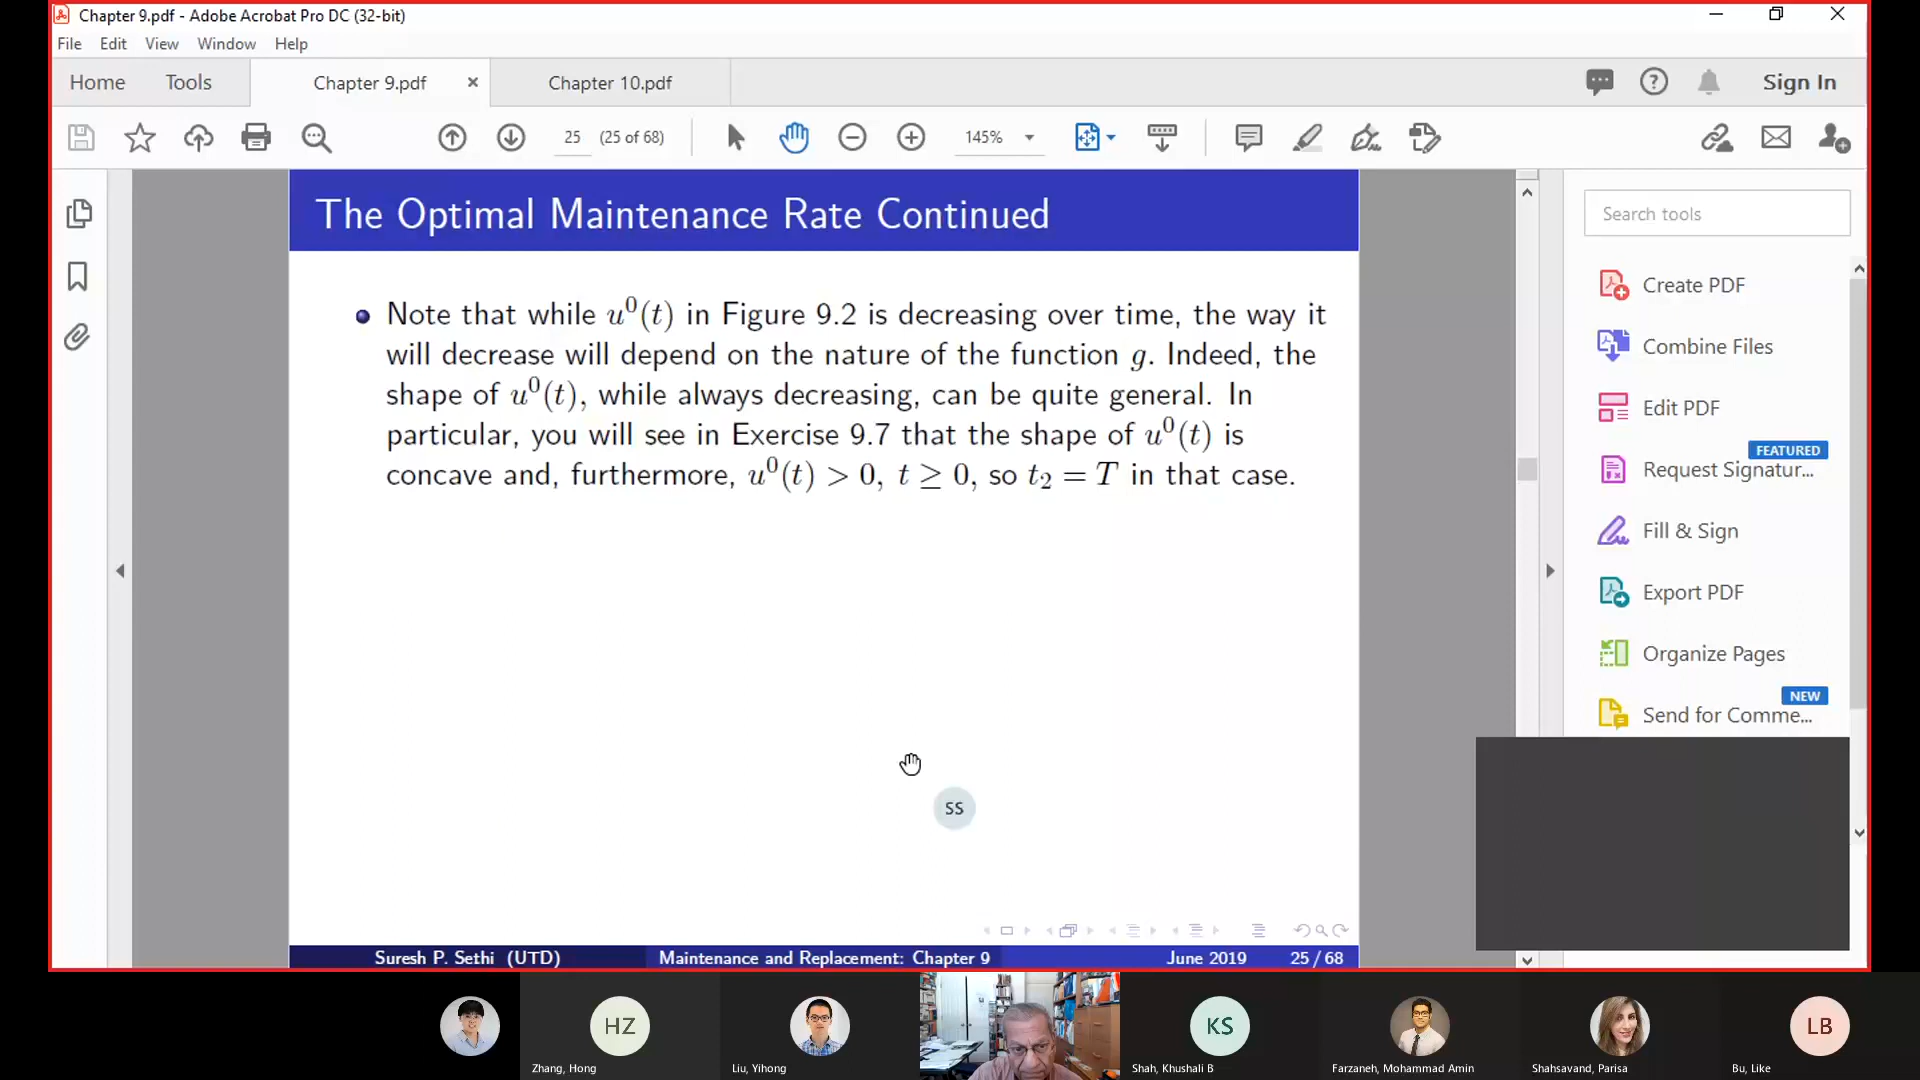 Chapter 9.pdf - Adobe Acrobat Pro DC (32-bit)
File Edit View Window Help
Home Tools Chapter 9.pdf × Chapter 10.pdf Sign In
25 (25 of 68) 145%
The Optimal Maintenance Rate Continued
Note that while u⁰(t) in Figure 9.2 is decreasing over time, the way it
will decrease will depend on the nature of the function g. Indeed, the
shape of u⁰(t), while always decreasing, can be quite general. In
particular, you will see in Exercise 9.7 that the shape of u⁰(t) is
concave and, furthermore, u⁰(t) > 0, t ≥ 0, so t₂ = T in that case.
SS
Suresh P. Sethi (UTD) Maintenance and Replacement: Chapter 9 June 2019 25 / 68
Search tools
Create PDF
Combine Files
Edit PDF
FEATURED
Request Signatur...
Fill & Sign
Export PDF
Organize Pages
NEW
Send for Comme...
HZ KS LB
Zhang, Hong Liu, Yihong Shah, Khushali B Farzaneh, Mohammad Amin Shahsavand, Parisa Bu, Like